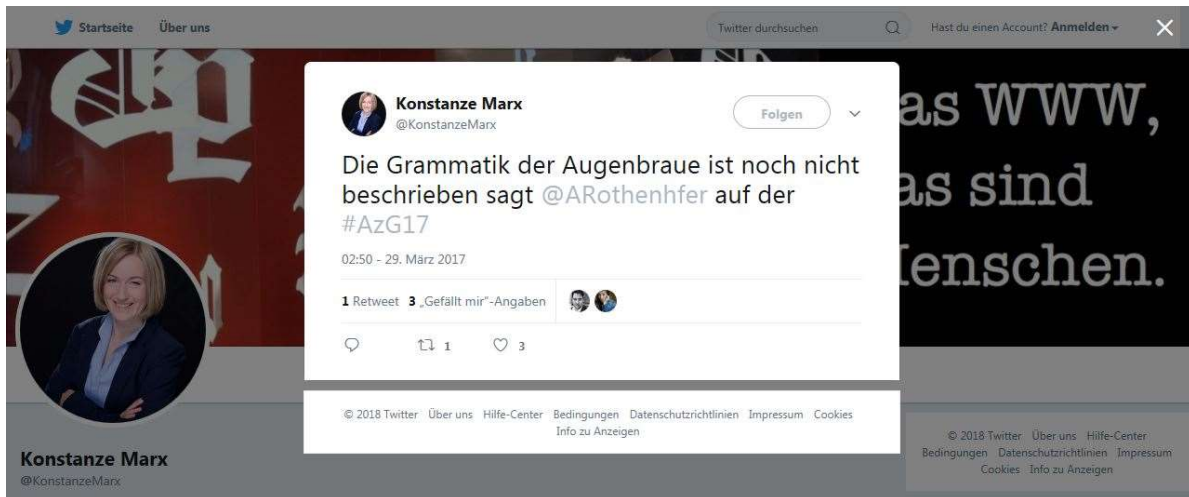 Startseite Über uns
Twitter durchsuchen
Hast du einen Account? Anmelden
as WWW,
as sind
enschen.
Konstanze Marx
@KonstanzeMarx
Folgen
Die Grammatik der Augenbraue ist noch nicht
beschrieben sagt @ARothenhfer auf der
#AzG17
02:50 - 29. März 2017
1 Retweet 3 „Gefällt mir"-Angaben
1 3
© 2018 Twitter Über uns Hilfe-Center Bedingungen Datenschutzrichtlinien Impressum Cookies
Info zu Anzeigen
Konstanze Marx
@KonstanzeMarx
© 2018 Twitter Über uns Hilfe-Center
Bedingungen Datenschutzrichtlinien Impressum
Cookies Info zu Anzeigen